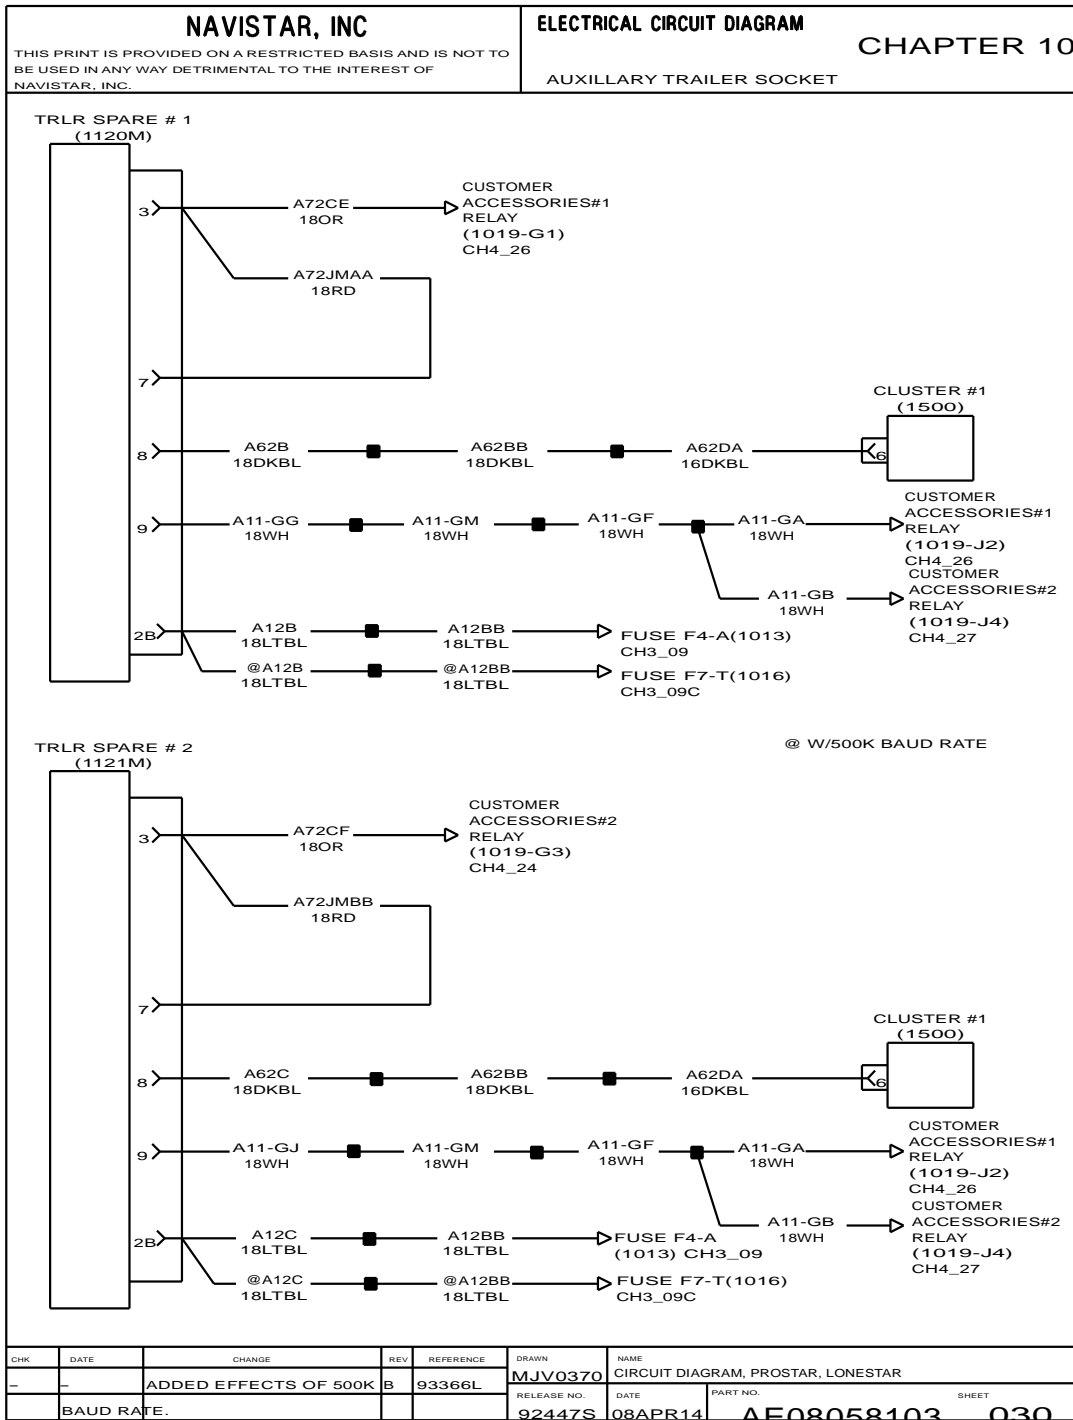 NAVISTAR, INC
THIS PRINT IS PROVIDED ON A RESTRICTED BASIS AND IS NOT TO
BE USED IN ANY WAY DETRIMENTAL TO THE INTEREST OF
NAVISTAR, INC.
ELECTRICAL CIRCUIT DIAGRAM
CHAPTER 10
AUXILLARY TRAILER SOCKET
TRLR SPARE # 1
(1120M)
3
A72CE
18OR
CUSTOMER
ACCESSORIES#1
RELAY
(1019-G1)
CH4_26
A72JMAA
18RD
7
8
A62B
18DKBL
A62BB
18DKBL
A62DA
16DKBL
CLUSTER #1
(1500)
6
9
A11-GG
18WH
A11-GM
18WH
A11-GF
18WH
A11-GA
18WH
CUSTOMER
ACCESSORIES#1
RELAY
(1019-J2)
CH4_26
A11-GB
18WH
CUSTOMER
ACCESSORIES#2
RELAY
(1019-J4)
CH4_27
2B
A12B
18LTBL
A12BB
18LTBL
FUSE F4-A(1013)
CH3_09
@A12B
18LTBL
@A12BB
18LTBL
FUSE F7-T(1016)
CH3_09C
@ W/500K BAUD RATE
TRLR SPARE # 2
(1121M)
3
A72CF
18OR
CUSTOMER
ACCESSORIES#2
RELAY
(1019-G3)
CH4_24
A72JMBB
18RD
7
8
A62C
18DKBL
A62BB
18DKBL
A62DA
16DKBL
CLUSTER #1
(1500)
6
9
A11-GJ
18WH
A11-GM
18WH
A11-GF
18WH
A11-GA
18WH
CUSTOMER
ACCESSORIES#1
RELAY
(1019-J2)
CH4_26
A11-GB
18WH
CUSTOMER
ACCESSORIES#2
RELAY
(1019-J4)
CH4_27
2B
A12C
18LTBL
A12BB
18LTBL
FUSE F4-A
(1013) CH3_09
@A12C
18LTBL
@A12BB
18LTBL
FUSE F7-T(1016)
CH3_09C
CHK DATE CHANGE REV REFERENCE
– – ADDED EFFECTS OF 500K B 93366L
BAUD RATE.
DRAWN
MJV0370
NAME
CIRCUIT DIAGRAM, PROSTAR, LONESTAR
RELEASE NO.
92447S
DATE
08APR14
PART NO.
AE08058103
SHEET
030